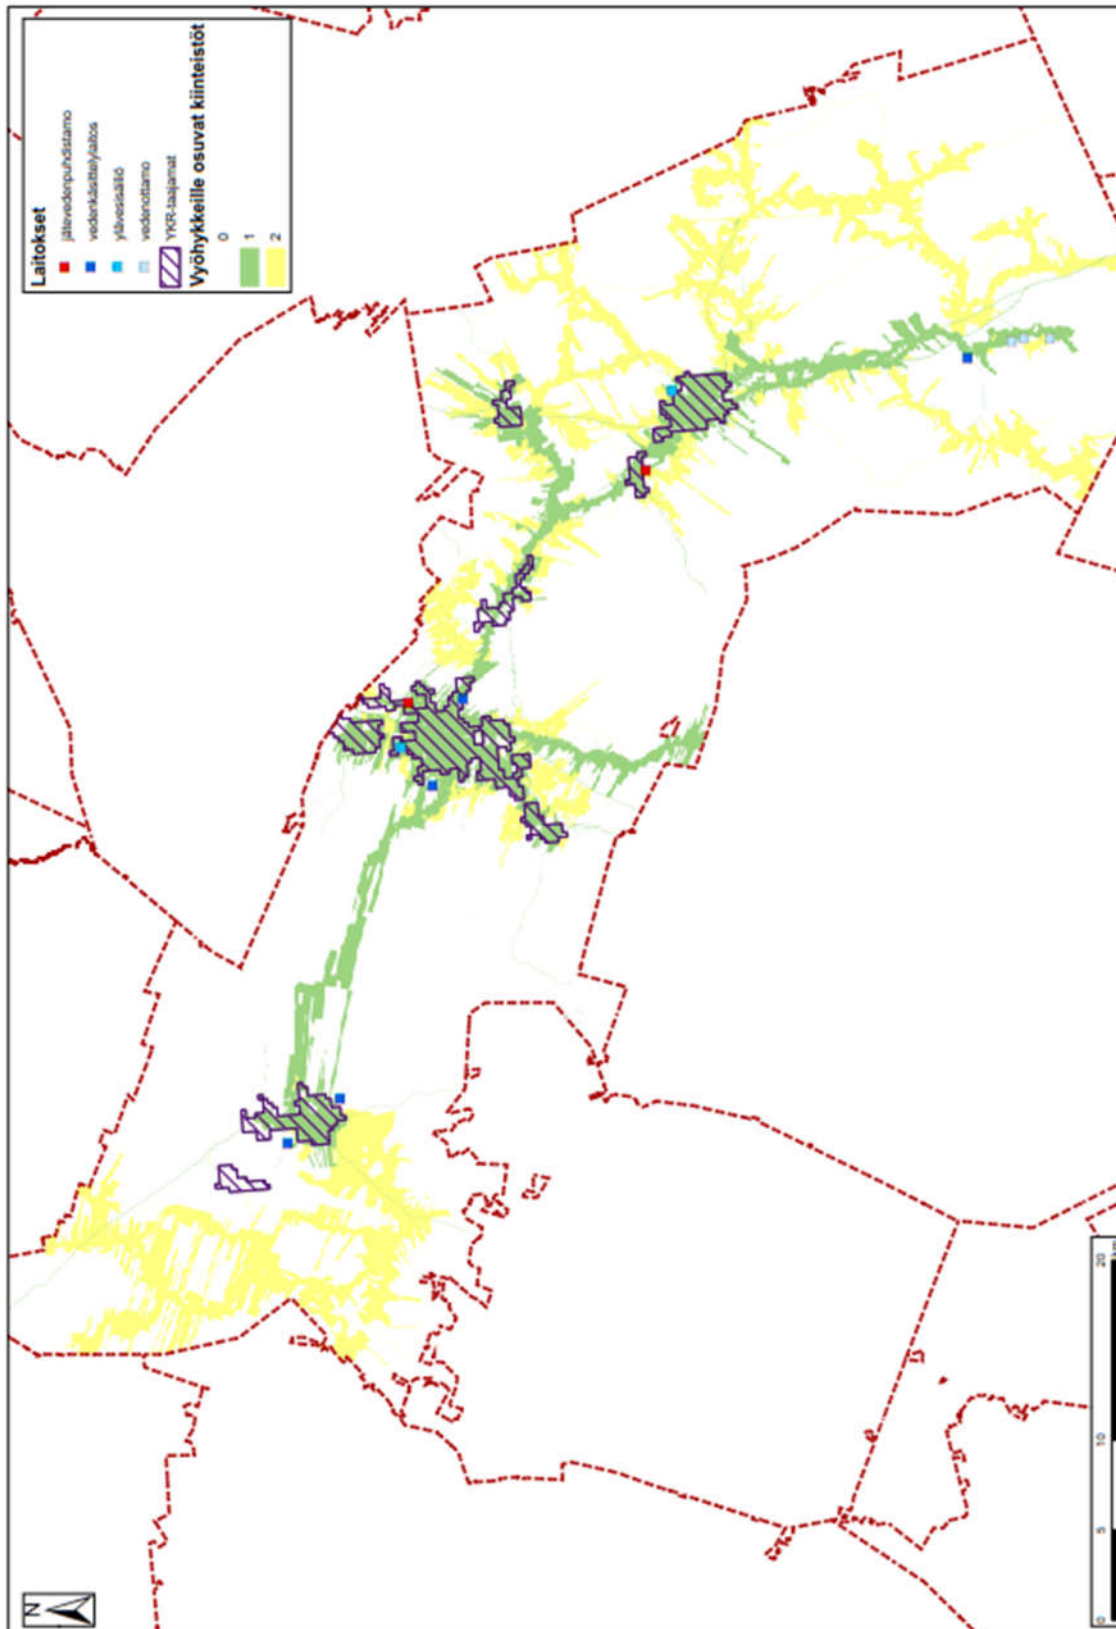 Laitokset
jätevedenpuhdistamo
vedenkäsittelylaitos
ylävesisäiliö
vedenottamo
YKR-taajamat
Vyöhykkeille osuvat kiinteistöt
0
1
2
N
0
5
10
20